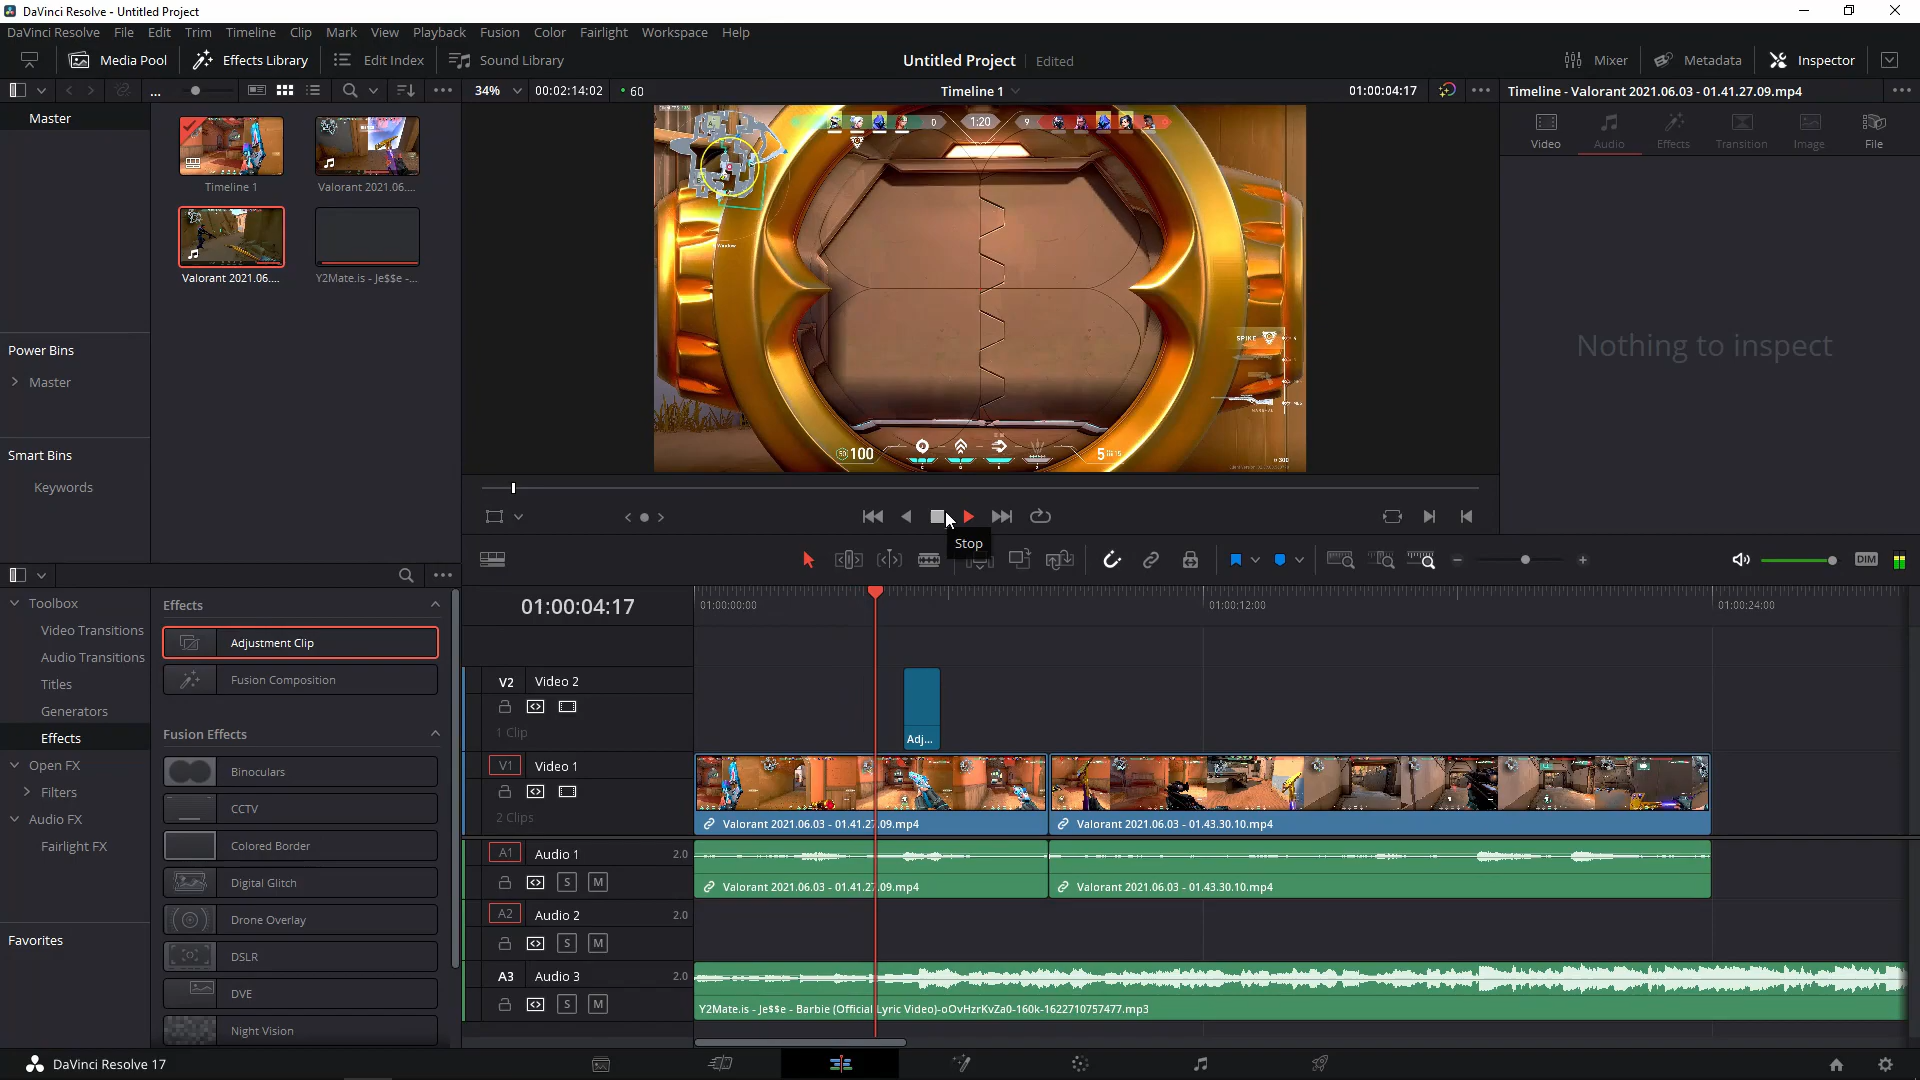 DaVinci Resolve - Untitled Project
DaVinci Resolve File Edit Trim Timeline Clip Mark View Playback Fusion Color Fairlight Workspace Help
Media Pool Effects Library Edit Index Sound Library Untitled Project Edited Mixer Metadata Inspector
... 34% 00:02:14:02 60 Timeline 1 01:00:04:17 Timeline - Valorant 2021.06.03 - 01.41.27.09.mp4
Master
Video Audio Effects Transition Image File
0 1:20 9
Timeline 1 Valorant 2021.06....
Valorant 2021.06.... Y2Mate.is - Je$$e -...
Window
SPIKE
MARSHAL
Nothing to inspect
Power Bins
Master
Smart Bins
Keywords
50 100 5
C Q E X
Stop
DIM
Toolbox
Video Transitions
Audio Transitions
Titles
Generators
Effects
Open FX
Filters
Audio FX
Fairlight FX
Favorites
Effects
Adjustment Clip
Fusion Composition
Fusion Effects
Binoculars
CCTV
Colored Border
Digital Glitch
Drone Overlay
DSLR
DVE
Night Vision
01:00:04:17 01:00:00:00 01:00:12:00 01:00:24:00
V2 Video 2
1 Clip
Adj...
V1 Video 1
2 Clips
Valorant 2021.06.03 - 01.41.27.09.mp4 Valorant 2021.06.03 - 01.43.30.10.mp4
A1 Audio 1 2.0
S M
Valorant 2021.06.03 - 01.41.27.09.mp4 Valorant 2021.06.03 - 01.43.30.10.mp4
A2 Audio 2 2.0
S M
A3 Audio 3 2.0
S M
Y2Mate.is - Je$$e - Barbie (Official Lyric Video)-oOvHzrKvZa0-160k-1622710757477.mp3
DaVinci Resolve 17